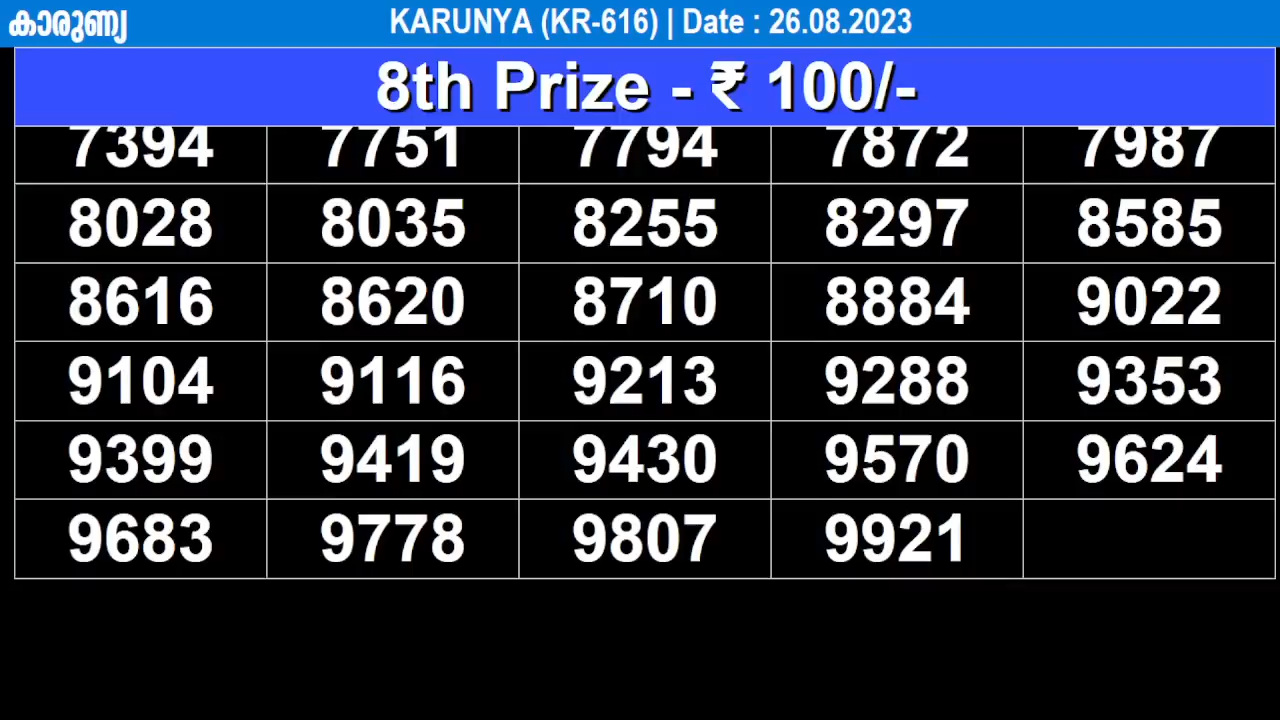 കാരുണ്യ KARUNYA (KR-616) | Date : 26.08.2023
8th Prize - ₹ 100/-
7394 7751 7794 7872 7987
8028 8035 8255 8297 8585
8616 8620 8710 8884 9022
9104 9116 9213 9288 9353
9399 9419 9430 9570 9624
9683 9778 9807 9921